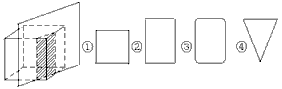 ① ② ③ ④